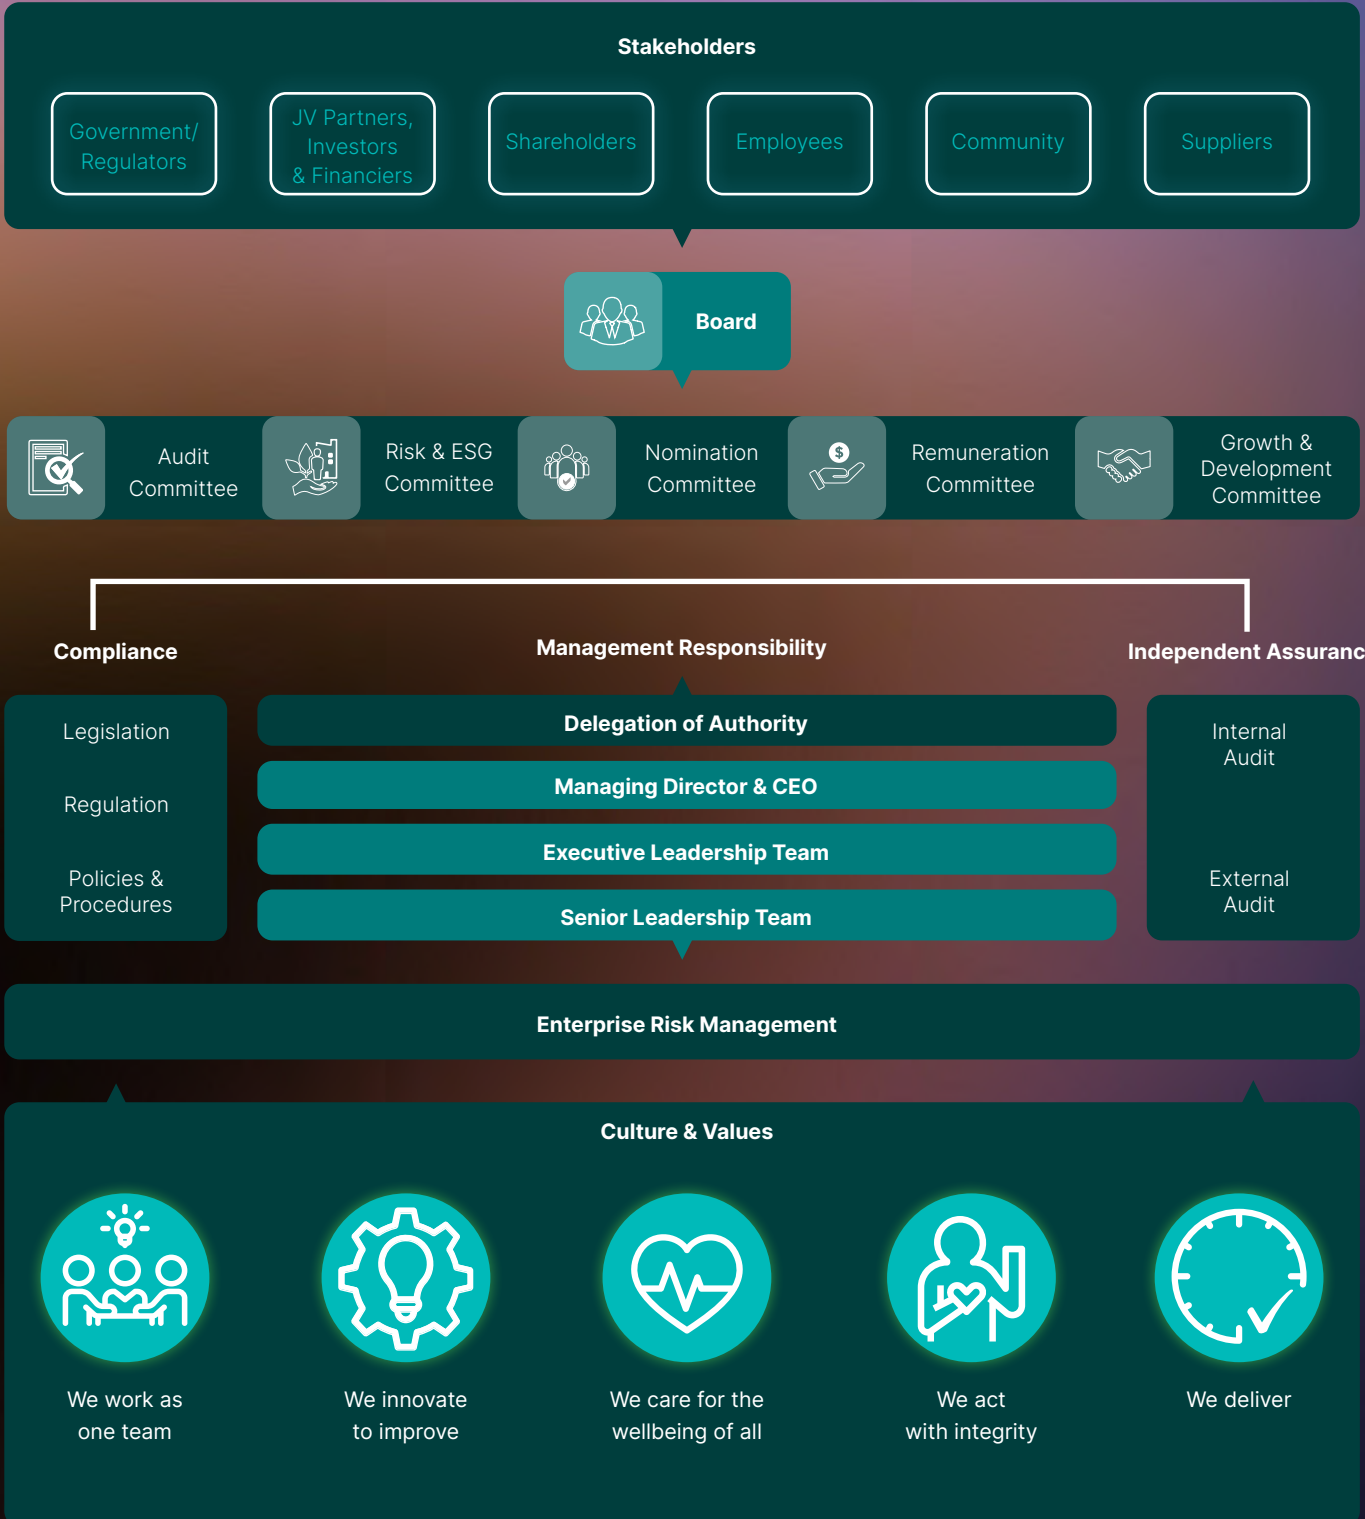 Stakeholders
Government/
Regulators
JV Partners,
Investors
& Financiers
Shareholders
Employees
Community
Suppliers
Board
Audit
Committee
Risk & ESG
Committee
Nomination
Committee
$
Remuneration
Committee
Growth &
Development
Committee
Compliance
Management Responsibility
Independent Assuranc
Legislation
Regulation
Policies &
Procedures
Delegation of Authority
Managing Director & CEO
Executive Leadership Team
Senior Leadership Team
Internal
Audit
External
Audit
Enterprise Risk Management
Culture & Values
We work as
one team
We innovate
to improve
We care for the
wellbeing of all
We act
with integrity
We deliver